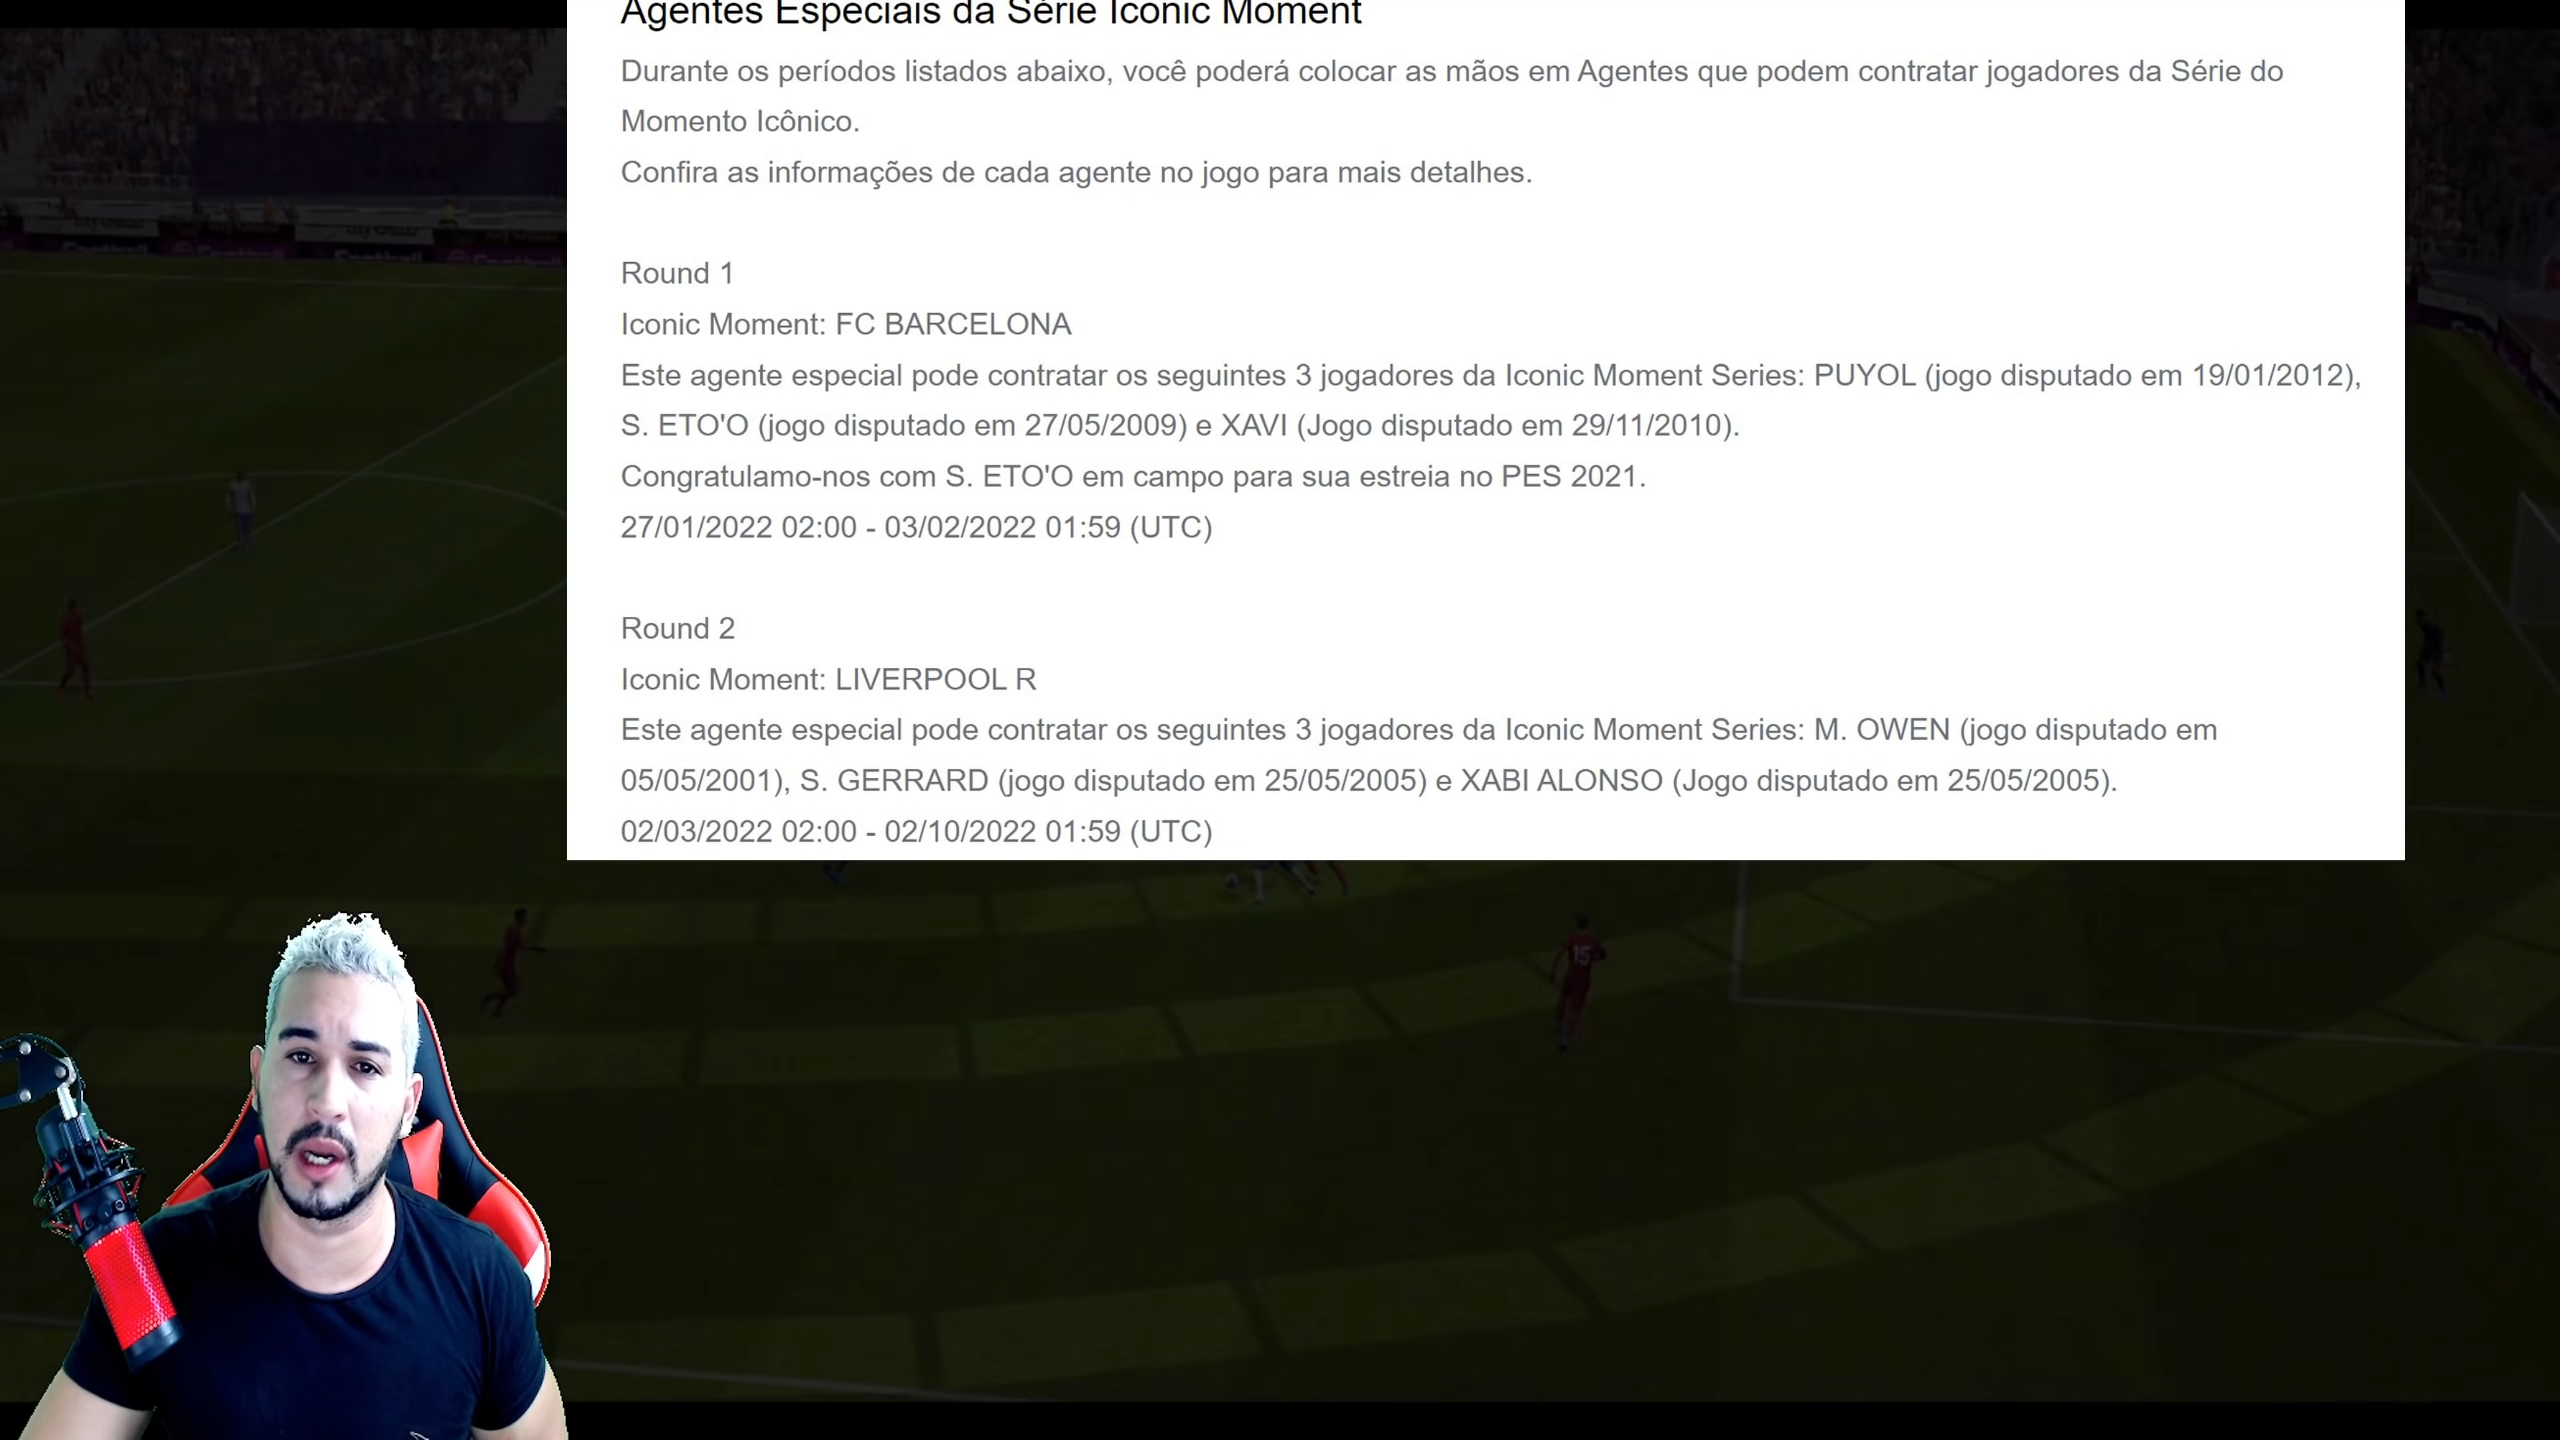 Agentes Especiais da Série Iconic Moment
Durante os períodos listados abaixo, você poderá colocar as mãos em Agentes que podem contratar jogadores da Série do
Momento Icônico.
Confira as informações de cada agente no jogo para mais detalhes.
Round 1
Iconic Moment: FC BARCELONA
Este agente especial pode contratar os seguintes 3 jogadores da Iconic Moment Series: PUYOL (jogo disputado em 19/01/2012),
S. ETO'O (jogo disputado em 27/05/2009) e XAVI (Jogo disputado em 29/11/2010).
Congratulamo-nos com S. ETO'O em campo para sua estreia no PES 2021.
27/01/2022 02:00 - 03/02/2022 01:59 (UTC)
Round 2
Iconic Moment: LIVERPOOL R
Este agente especial pode contratar os seguintes 3 jogadores da Iconic Moment Series: M. OWEN (jogo disputado em
05/05/2001), S. GERRARD (jogo disputado em 25/05/2005) e XABI ALONSO (Jogo disputado em 25/05/2005).
02/03/2022 02:00 - 02/10/2022 01:59 (UTC)
15